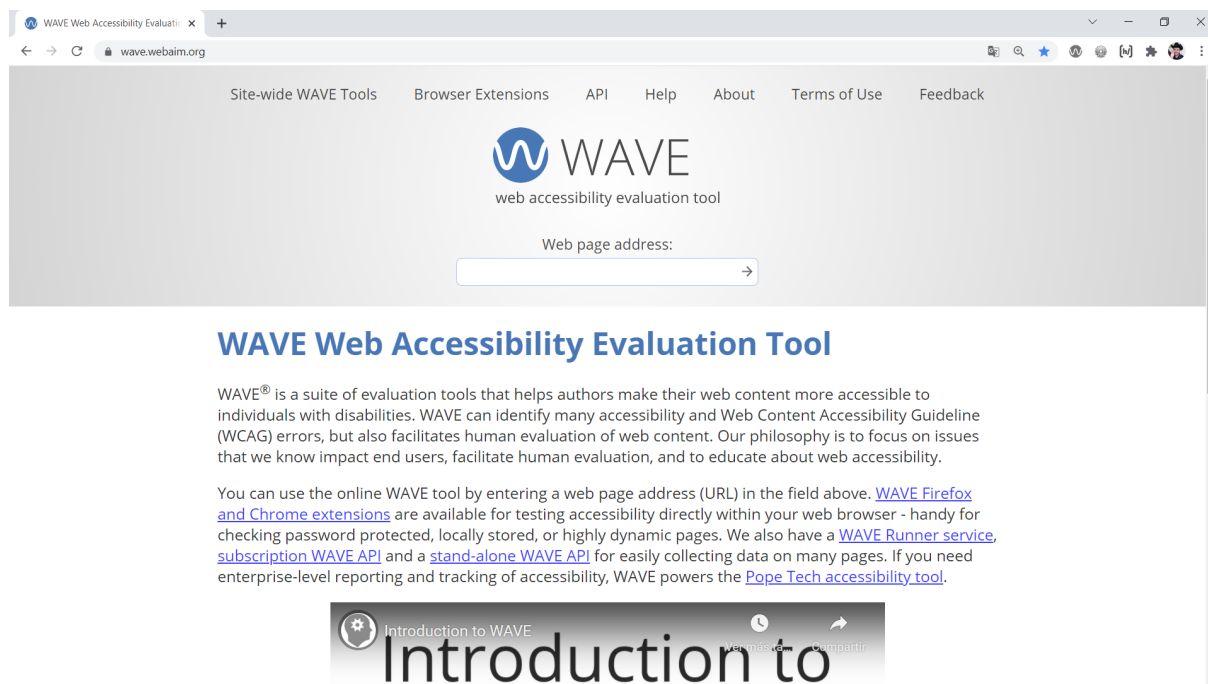 WAVE Web Accessibility Evaluati
wave.webaim.org
Site-wide WAVE Tools Browser Extensions API Help About Terms of Use Feedback
WAVE
web accessibility evaluation tool
Web page address:
WAVE Web Accessibility Evaluation Tool
WAVE® is a suite of evaluation tools that helps authors make their web content more accessible to
individuals with disabilities. WAVE can identify many accessibility and Web Content Accessibility Guideline
(WCAG) errors, but also facilitates human evaluation of web content. Our philosophy is to focus on issues
that we know impact end users, facilitate human evaluation, and to educate about web accessibility.
You can use the online WAVE tool by entering a web page address (URL) in the field above. WAVE Firefox
and Chrome extensions are available for testing accessibility directly within your web browser - handy for
checking password protected, locally stored, or highly dynamic pages. We also have a WAVE Runner service,
subscription WAVE API and a stand-alone WAVE API for easily collecting data on many pages. If you need
enterprise-level reporting and tracking of accessibility, WAVE powers the Pope Tech accessibility tool.
Introduction to WAVE
Introduction to
Ver más ta... Compartir